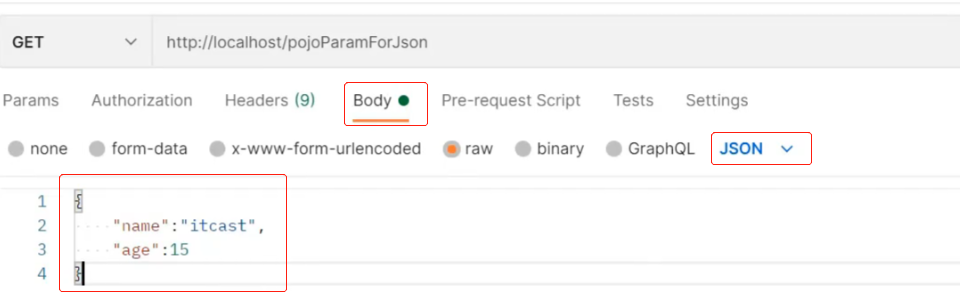 GET http://localhost/pojoParamForJson
Params Authorization Headers (9) Body Pre-request Script Tests Settings
none form-data x-www-form-urlencoded raw binary GraphQL JSON
1 {
2 "name":"itcast",
3 "age":15
4 }